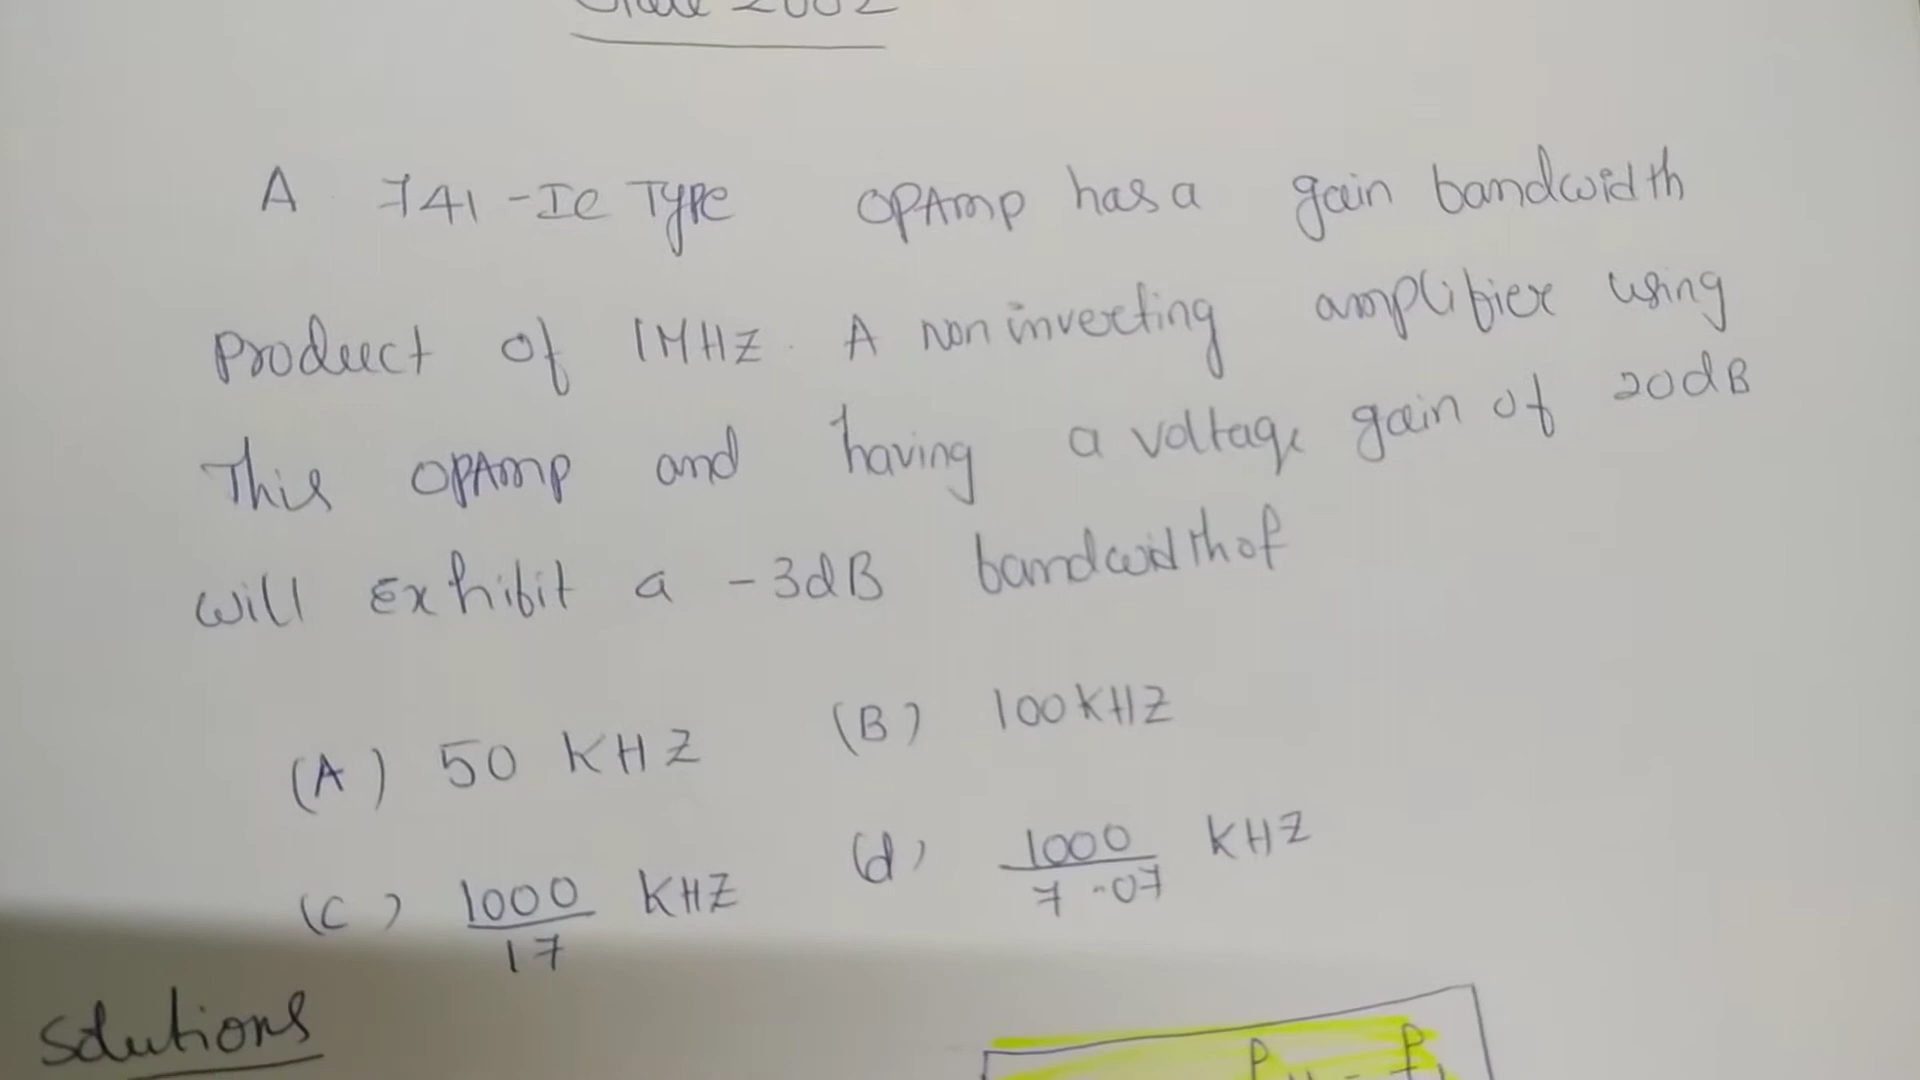 2002
A 741-IC Type OPAmp has a gain bandwidth
product of 1MHZ. A non inverting amplifier using
This OPAmp and having a voltage gain of 20dB
will Exhibit a -3dB bandwidth of
(A) 50 KHZ (B) 100KHZ
(C) 1000/17 KHZ (d) 1000/7.07 KHZ
Solutions